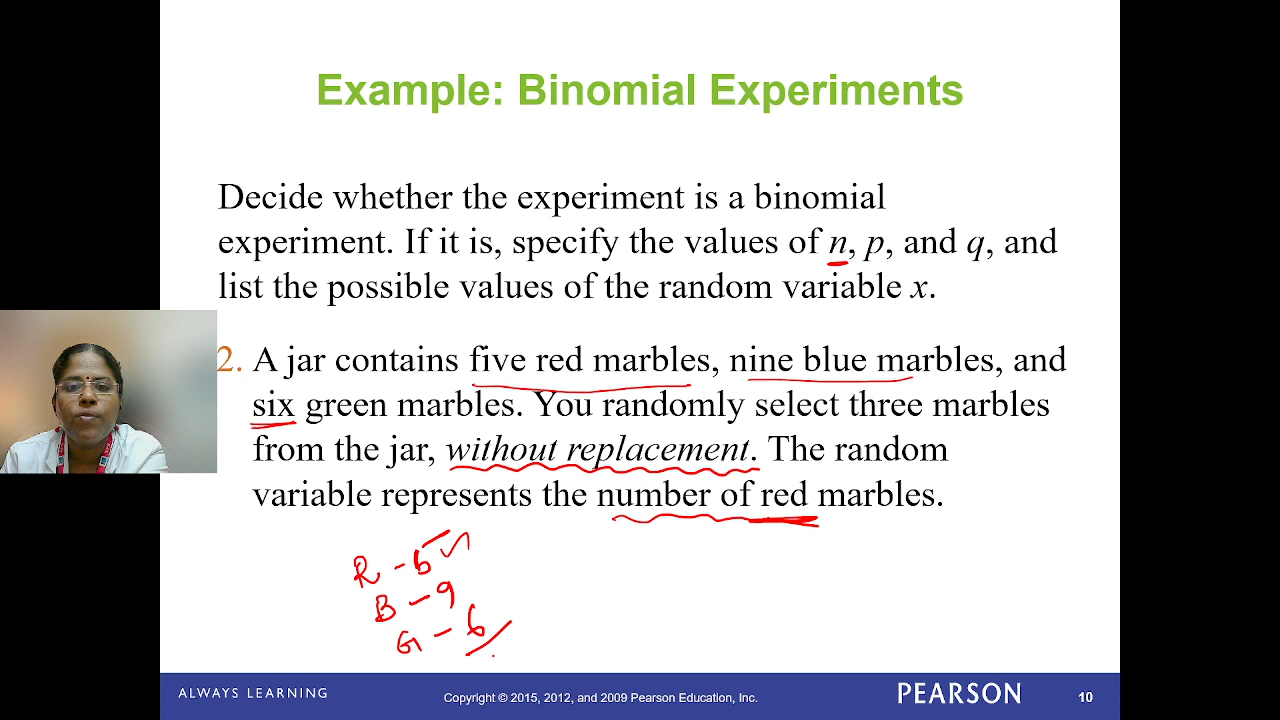 Example: Binomial Experiments
Decide whether the experiment is a binomial
experiment. If it is, specify the values of n, p, and q, and
list the possible values of the random variable x.
2. A jar contains five red marbles, nine blue marbles, and
six green marbles. You randomly select three marbles
from the jar, without replacement. The random
variable represents the number of red marbles.
R - 5
B - 9
G - 6
ALWAYS LEARNING
Copyright © 2015, 2012, and 2009 Pearson Education, Inc.
PEARSON
10